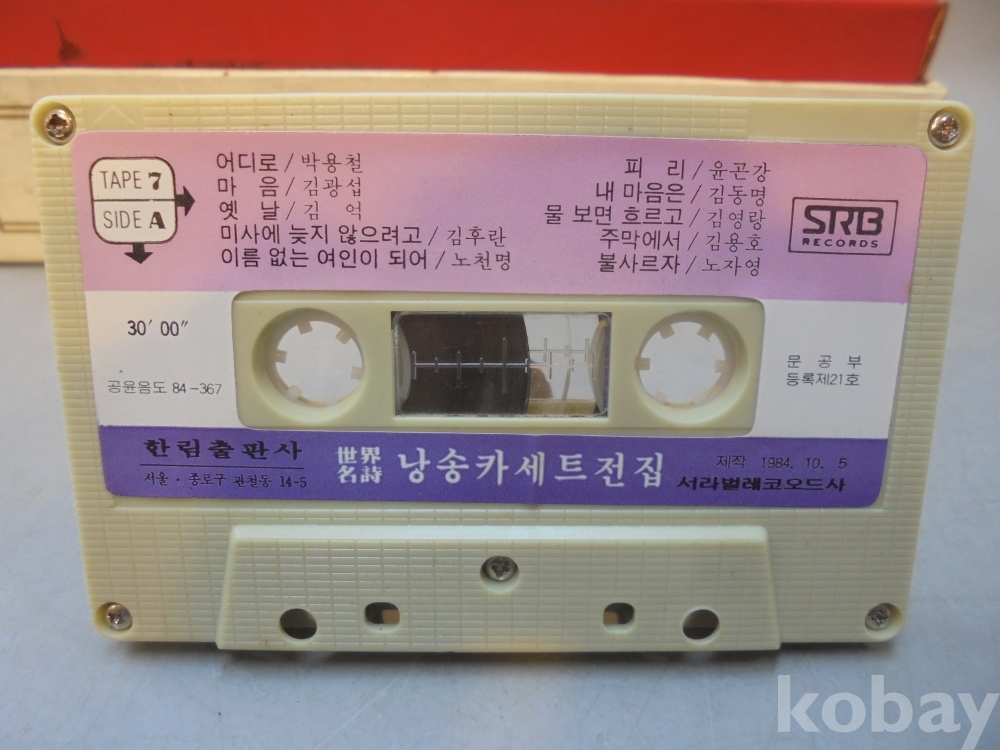 TAPE 7
SIDE A
어디로 / 박용철
마 음 / 김광섭
옛 날 / 김 억
미사에 늦지 않으려고 / 김후란
이름 없는 여인이 되어 / 노천명
피 리 / 윤곤강
내 마음은 / 김동명
물 보면 흐르고 / 김영랑
주막에서 / 김용호
불사르자 / 노자영
SRB
RECORDS
30′ 00″
공윤음도 84-367
문 공 부
등록제21호
한림출판사
서울·종로구 관철동 14-5
世界
名詩 낭송카세트전집
제작 1984. 10. 5
서라벌레코오드사
kobay